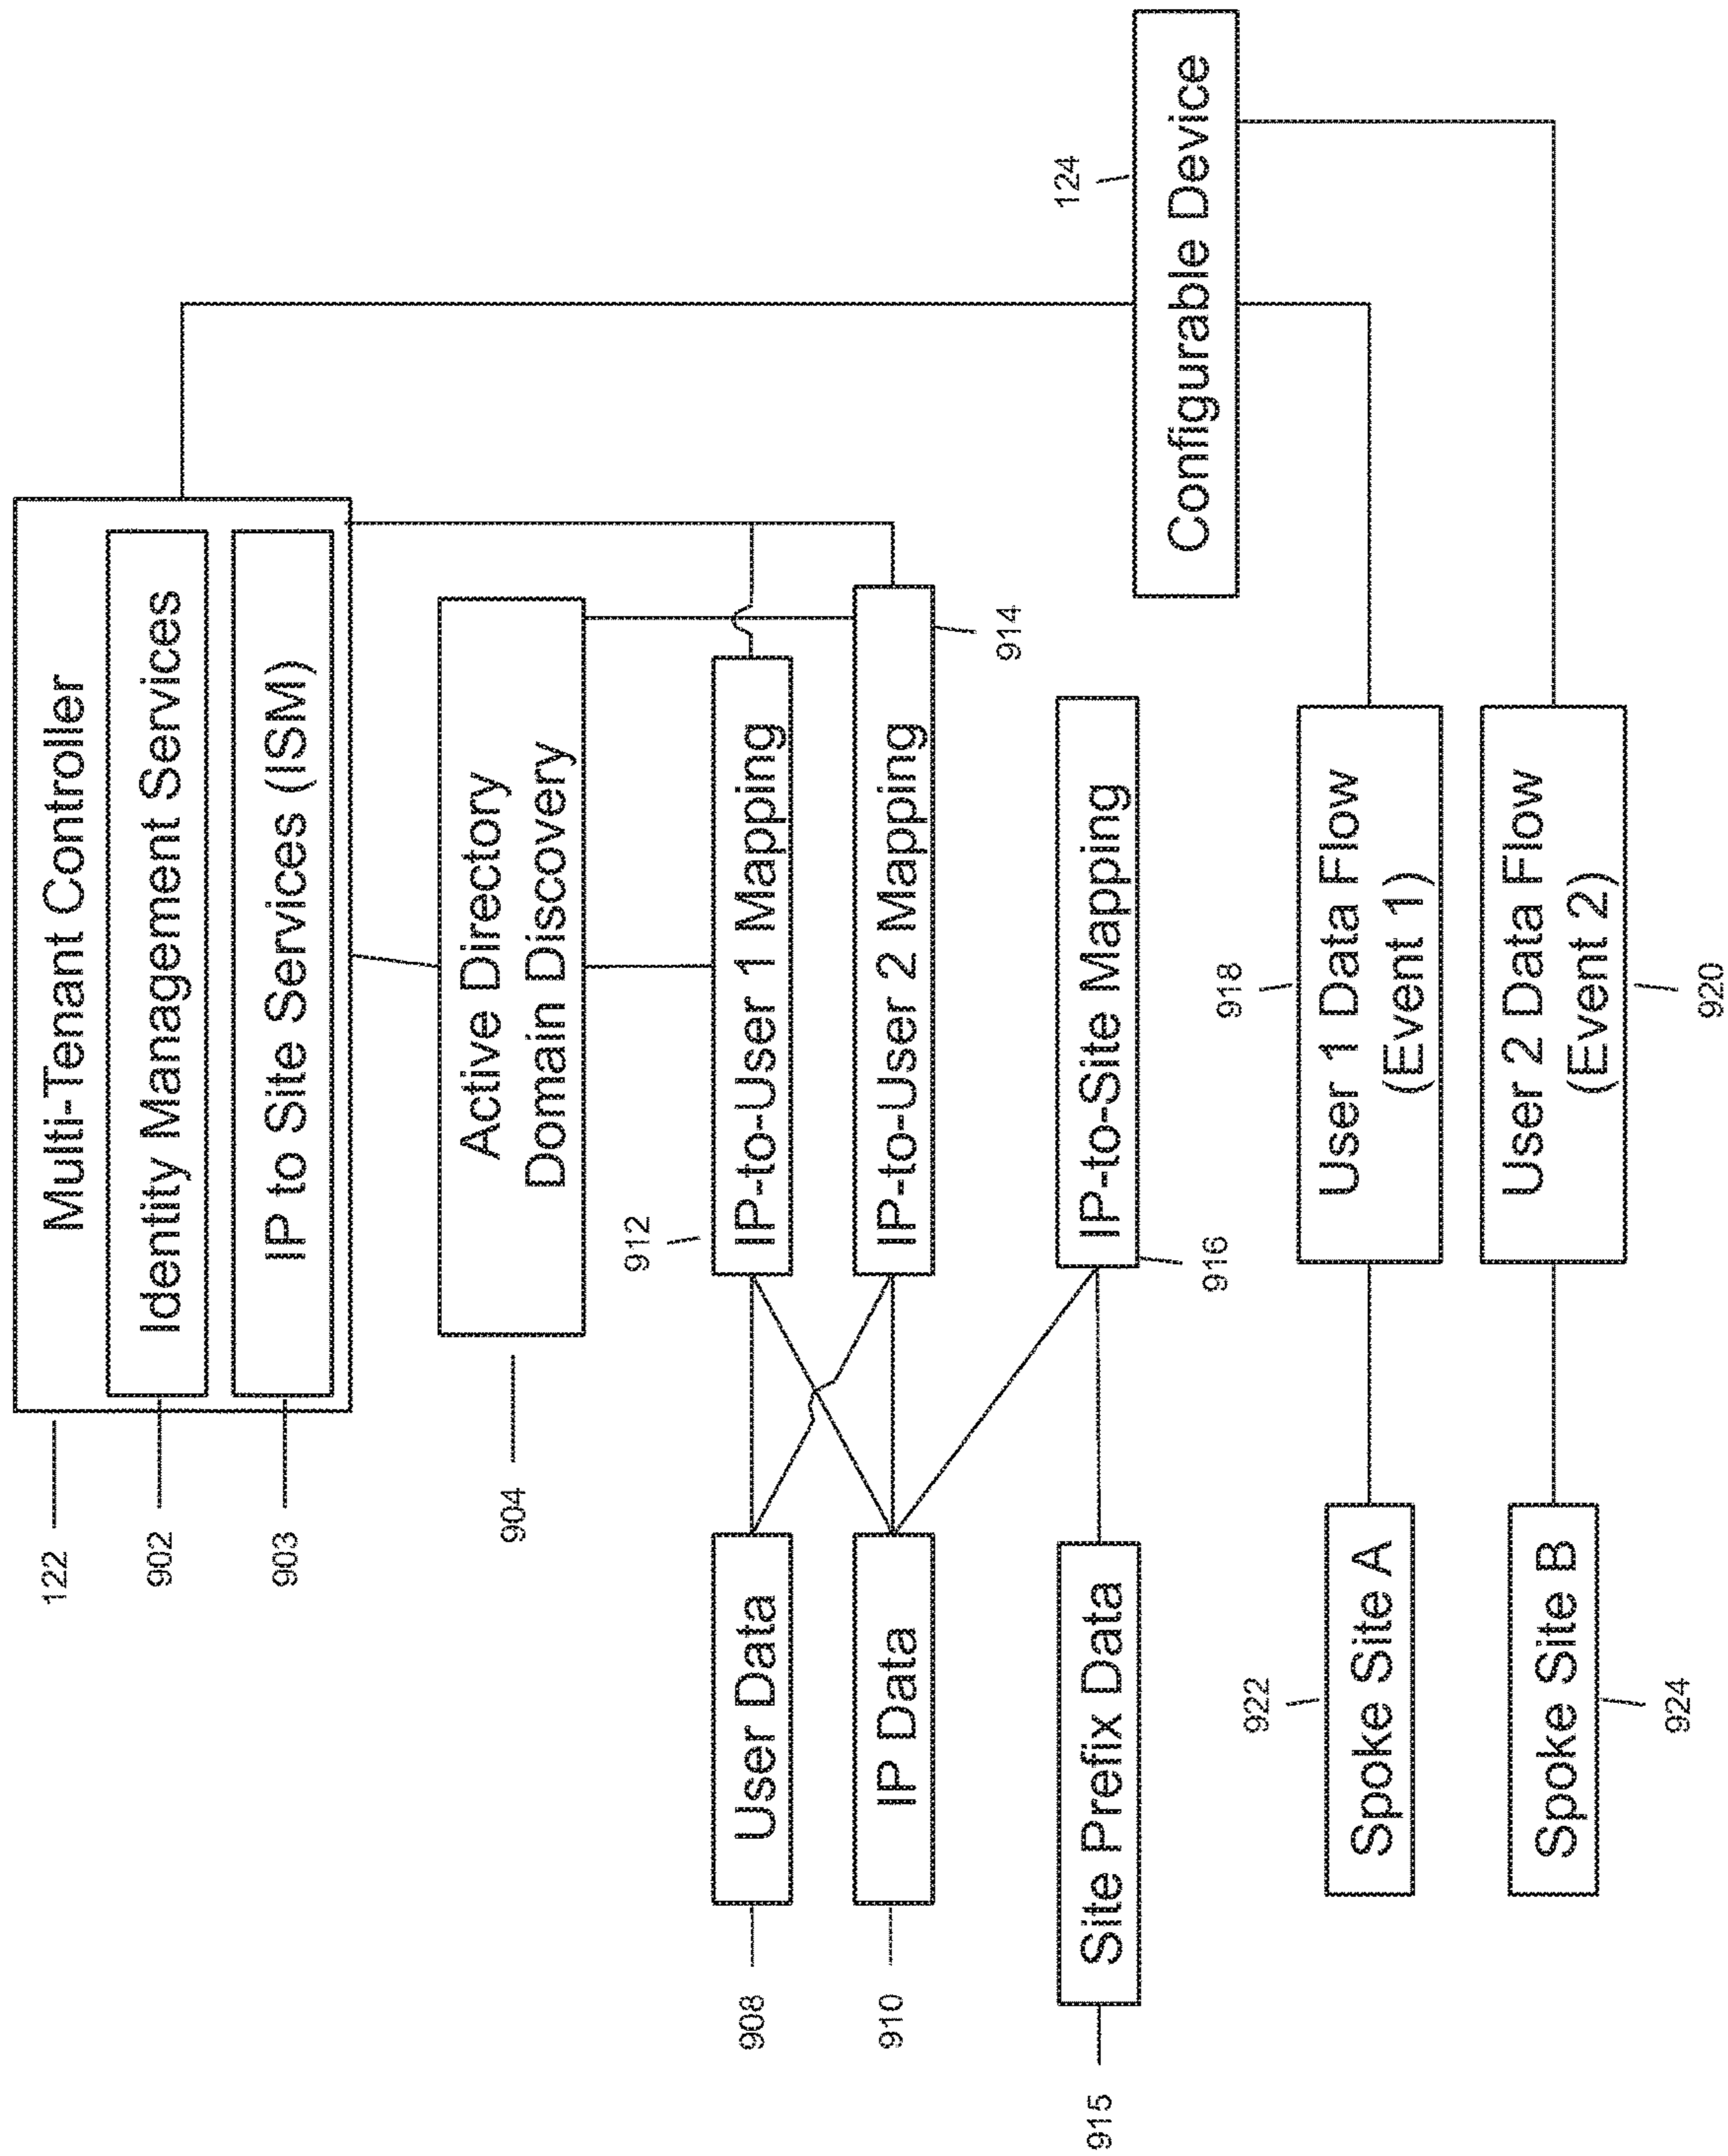 122
Multi-Tenant Controller
902
Identity Management Services
903
IP to Site Services (ISM)
904
Active Directory
Domain Discovery
908
User Data
912
IP-to-User 1 Mapping
910
IP Data
IP-to-User 2 Mapping
914
915
Site Prefix Data
IP-to-Site Mapping
916
124
Configurable Device
922
Spoke Site A
918
User 1 Data Flow
(Event 1)
Spoke Site B
924
User 2 Data Flow
(Event 2)
920